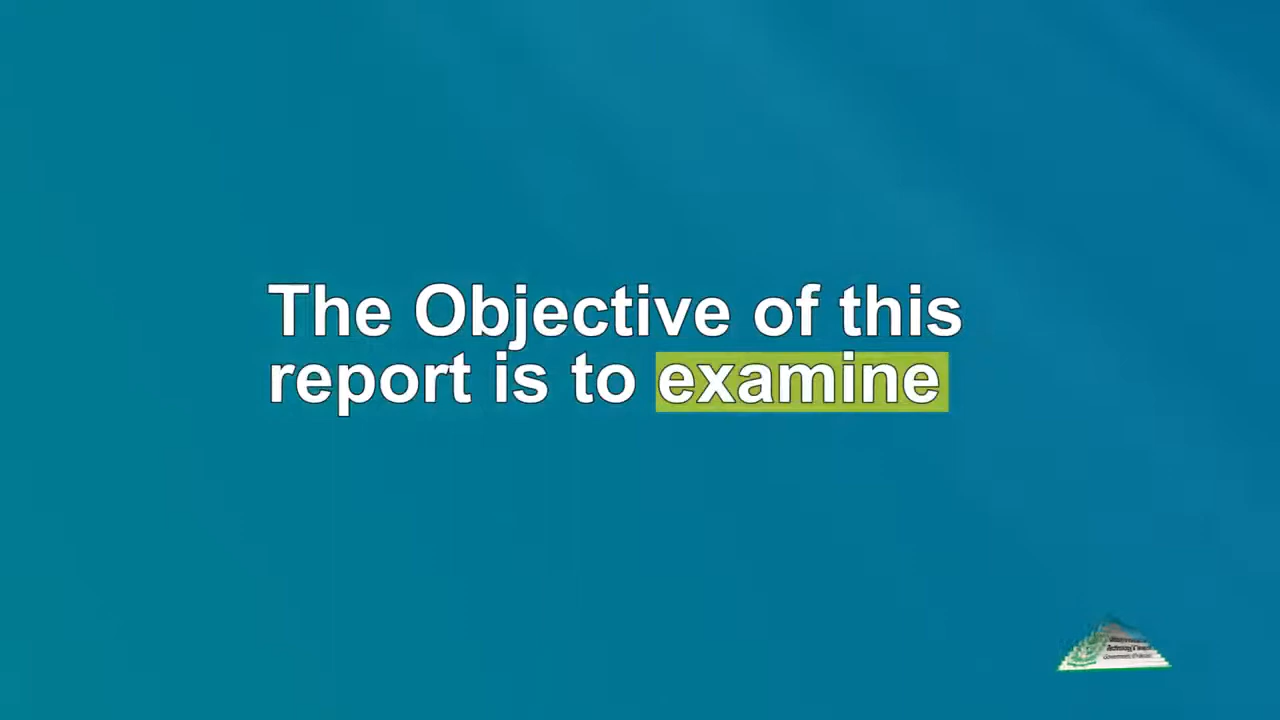 The Objective of this
report is to examine